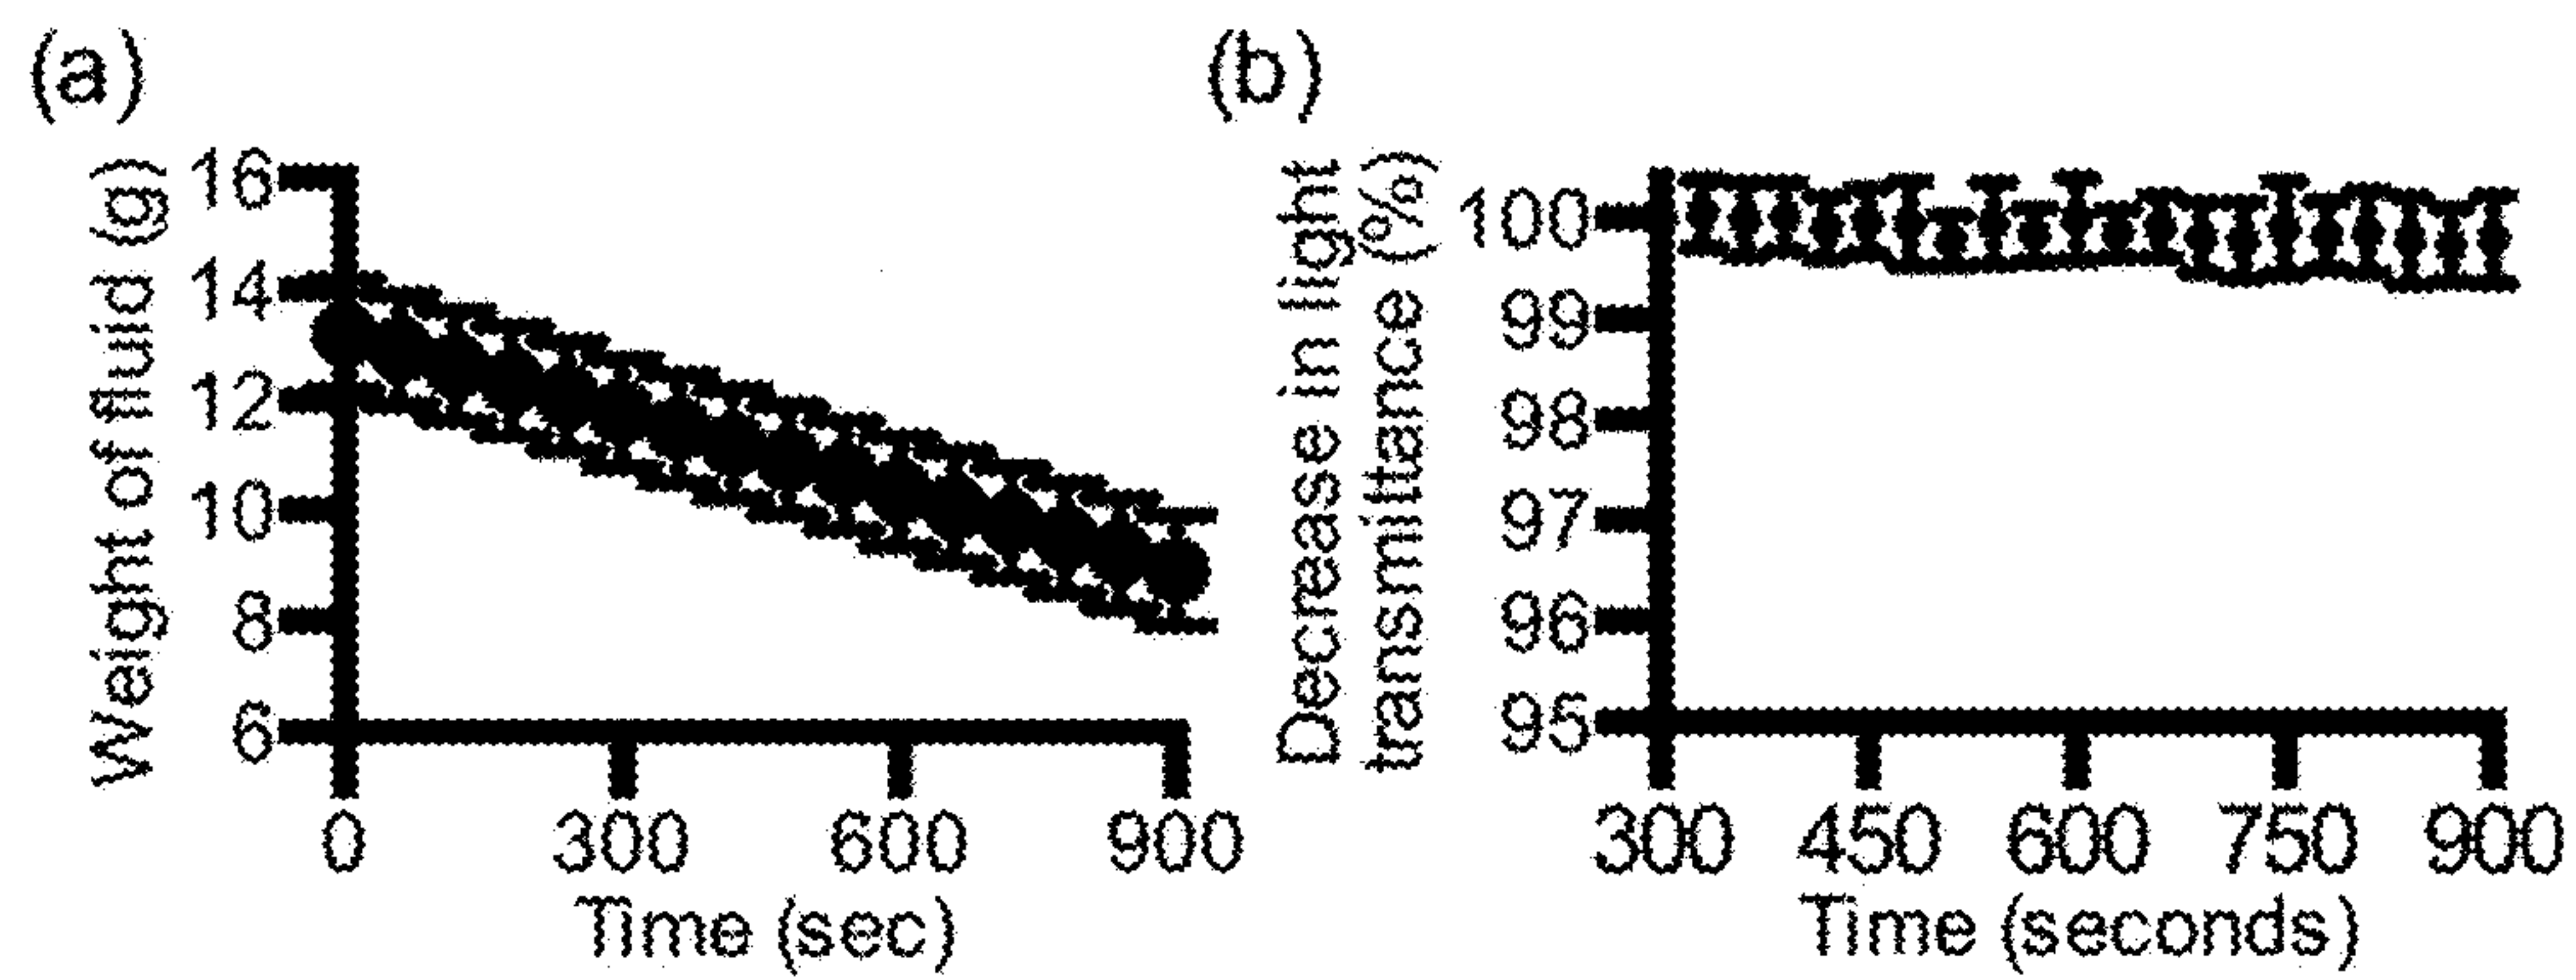 (a)
Weight of fluid (g)
16
14
12
10
8
6
0 300 600 900
Time (sec)
(b)
Decrease in light
transmittance (%)
100
99
98
97
96
95
300 450 600 750 900
Time (seconds)